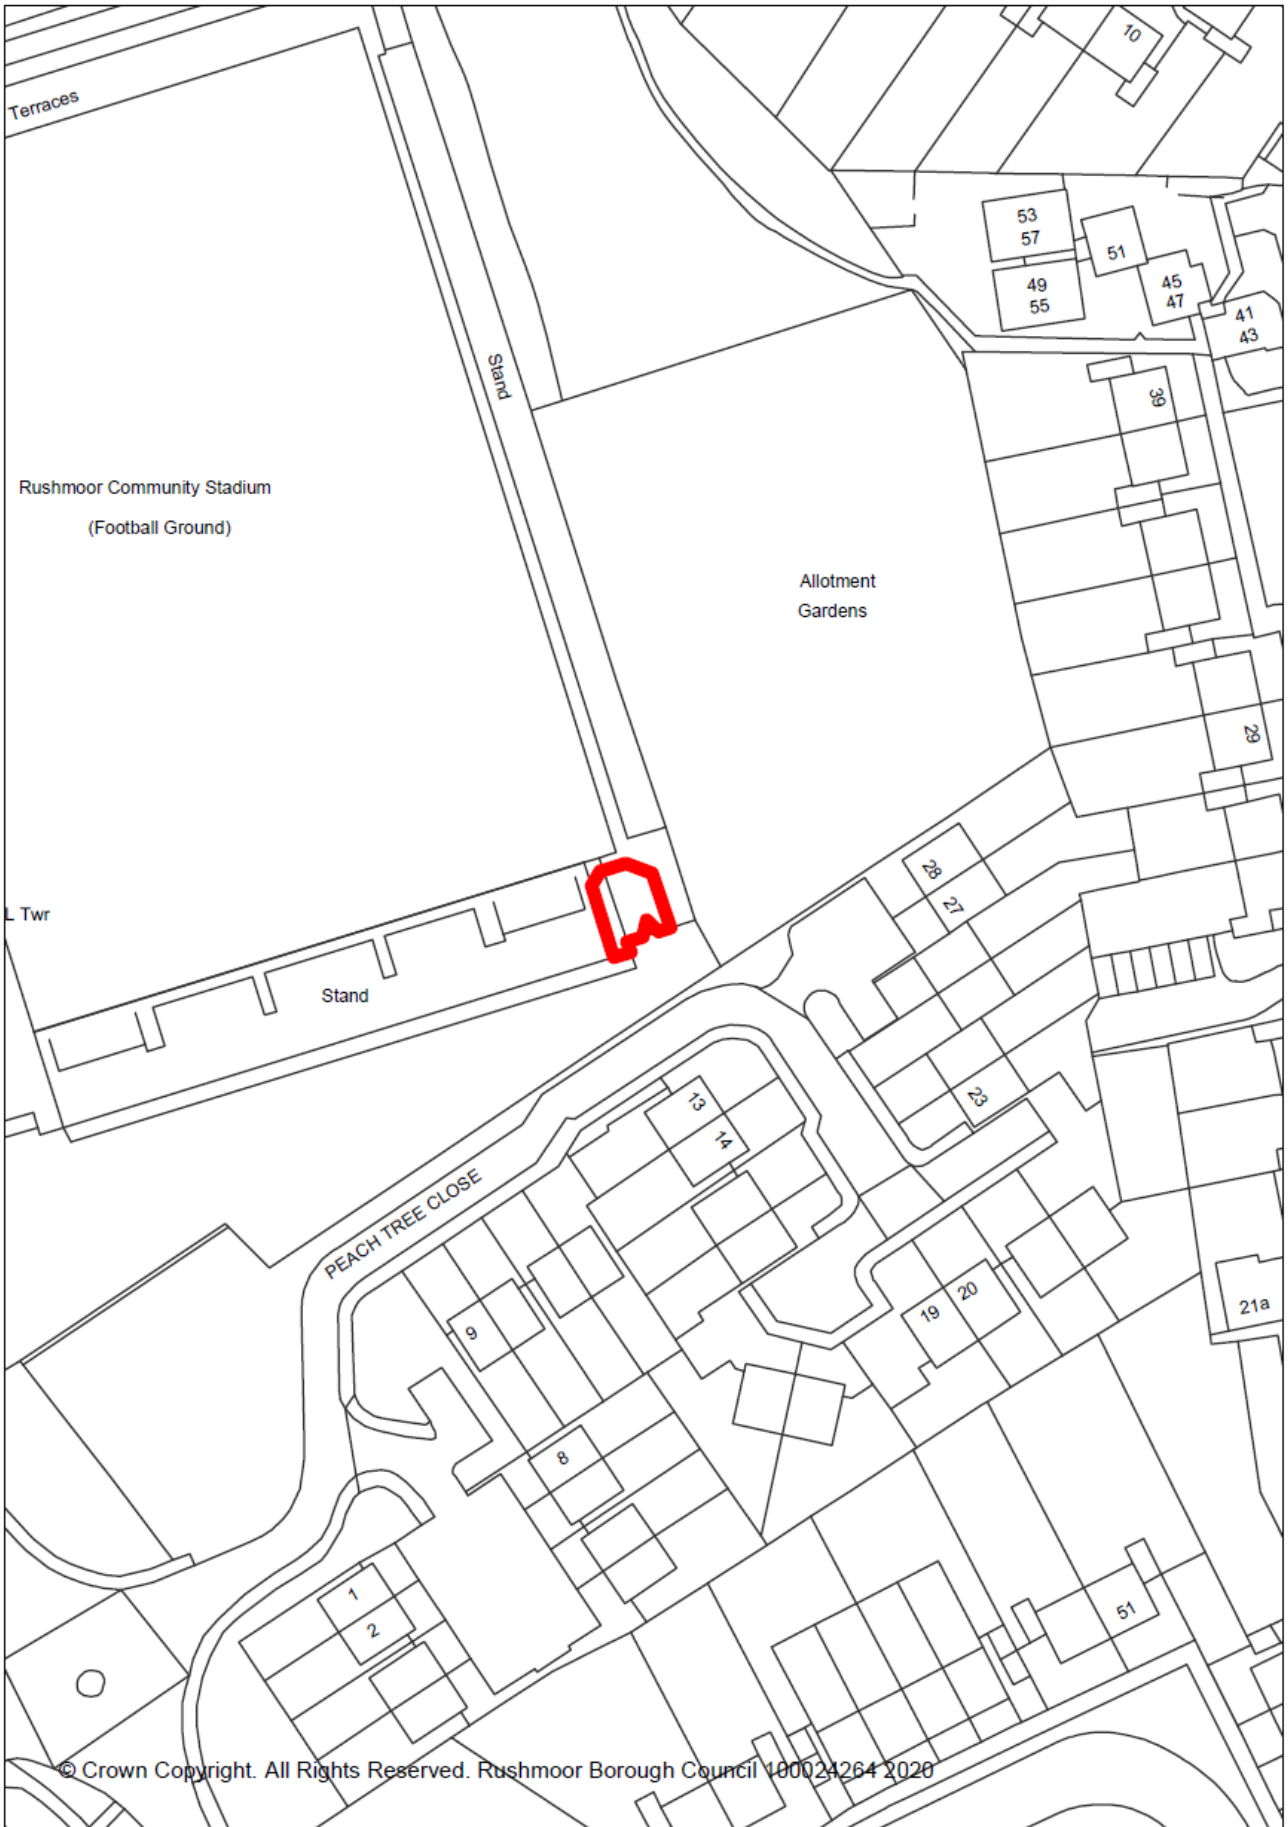 10
Terraces
53
57
51
49
55
45
47
41
43
Stand
39
Rushmoor Community Stadium
(Football Ground)
Allotment
Gardens
29
28
27
L Twr
Stand
13
14
23
PEACH TREE CLOSE
9
19
20
21a
8
1
2
51
© Crown Copyright. All Rights Reserved. Rushmoor Borough Council 100024264 2020